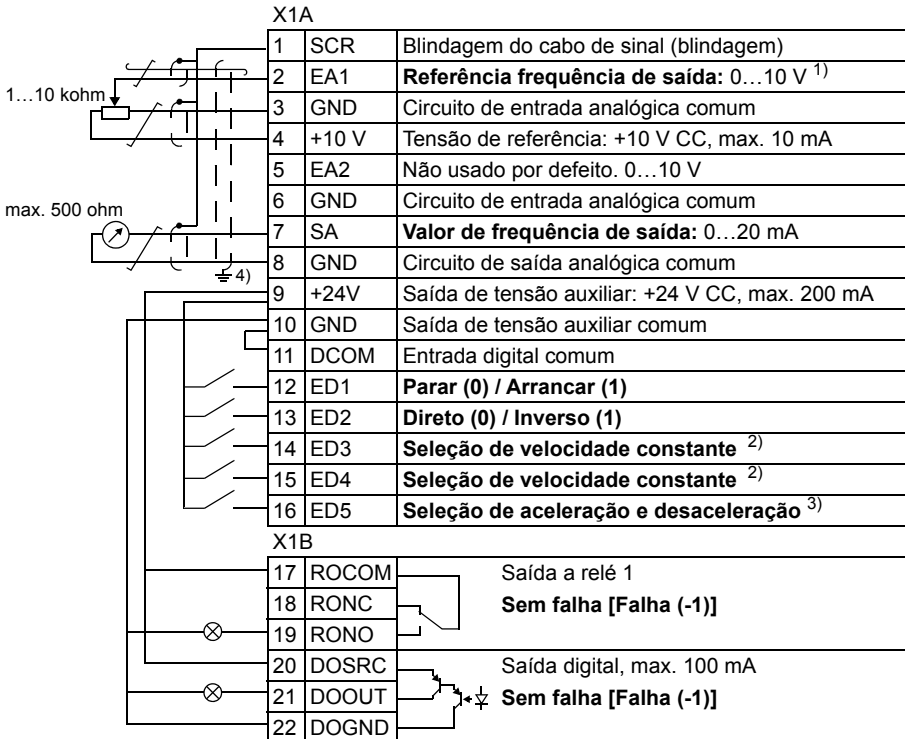 X1A
1 SCR Blindagem do cabo de sinal (blindagem)
2 EA1 Referência frequência de saída: 0…10 V 1)
1…10 kohm
3 GND Circuito de entrada analógica comum
4 +10 V Tensão de referência: +10 V CC, max. 10 mA
5 EA2 Não usado por defeito. 0…10 V
6 GND Circuito de entrada analógica comum
max. 500 ohm
7 SA Valor de frequência de saída: 0…20 mA
8 GND Circuito de saída analógica comum
4)
9 +24V Saída de tensão auxiliar: +24 V CC, max. 200 mA
10 GND Saída de tensão auxiliar comum
11 DCOM Entrada digital comum
12 ED1 Parar (0) / Arrancar (1)
13 ED2 Direto (0) / Inverso (1)
14 ED3 Seleção de velocidade constante 2)
15 ED4 Seleção de velocidade constante 2)
16 ED5 Seleção de aceleração e desaceleração 3)
X1B
17 ROCOM Saída a relé 1
18 RONC Sem falha [Falha (-1)]
19 RONO
20 DOSRC Saída digital, max. 100 mA
21 DOOUT Sem falha [Falha (-1)]
22 DOGND